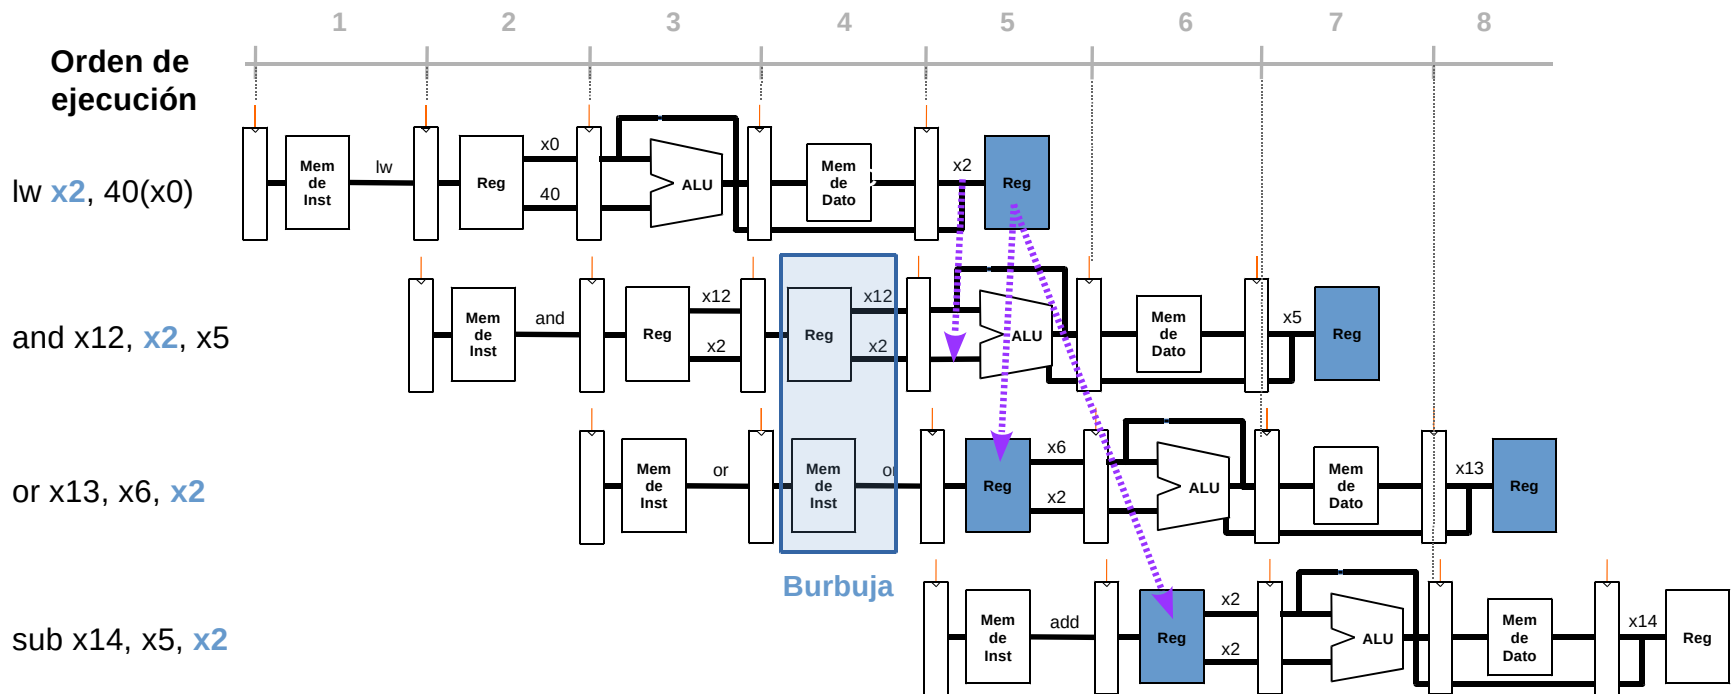 1 2 3 4 5 6 7 8
Orden de
ejecución
lw x2, 40(x0)
Mem
de
Inst
lw
Reg
x0
40
ALU
Mem
de
Dato
x2
Reg
and x12, x2, x5
Mem
de
Inst
and
Reg
x12
x2
Reg
x12
x2
ALU
Mem
de
Dato
x5
Reg
or x13, x6, x2
Mem
de
Inst
or
Mem
de
Inst
or
Reg
x6
x2
ALU
Mem
de
Dato
x13
Reg
Burbuja
sub x14, x5, x2
Mem
de
Inst
add
Reg
x2
x2
ALU
Mem
de
Dato
x14
Reg